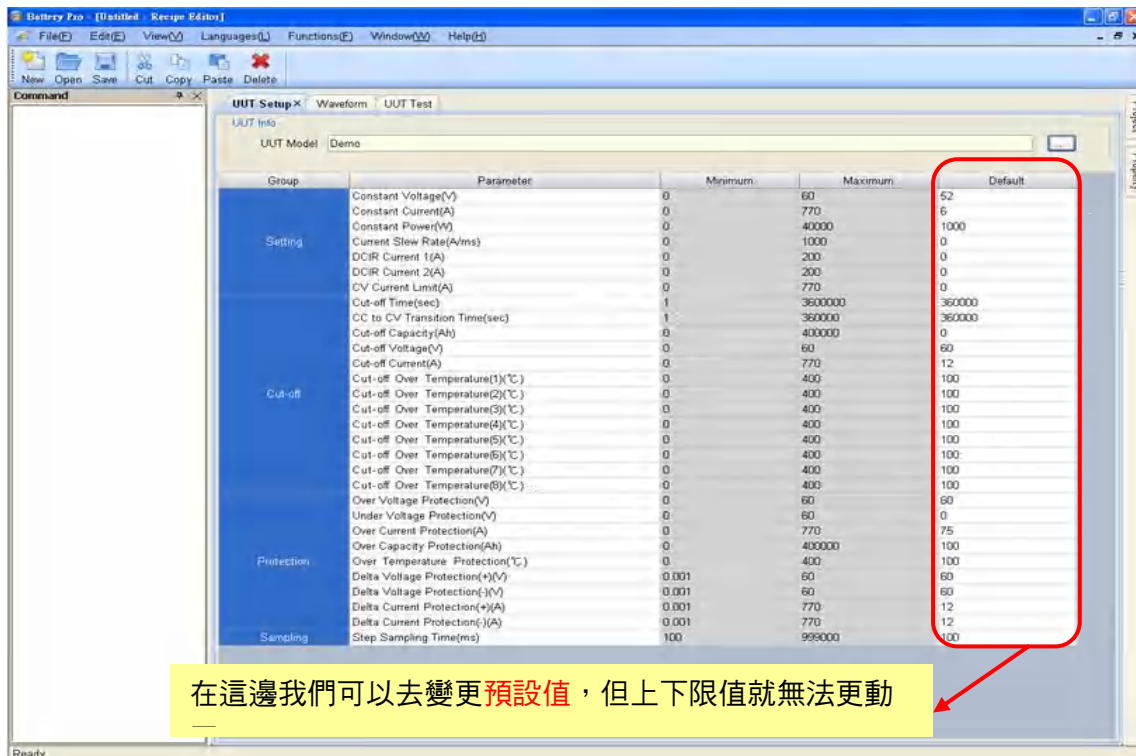 Battery Pro - [Untitled - Recipe Editor]
File(F) Edit(E) View(V) Languages(L) Functions(F) Window(W) Help(H)
New Open Save Cut Copy Paste Delete
Command
UUT Setup× Waveform UUT Test
UUT Info
UUT Model Demo ...
Group Parameter Minimum Maximum Default
Setting
Constant Voltage(V) 0 60 52
Constant Current(A) 0 770 6
Constant Power(W) 0 40000 1000
Current Slew Rate(A/ms) 0 1000 0
DCIR Current 1(A) 0 200 0
DCIR Current 2(A) 0 200 0
CV Current Limit(A) 0 770 0
Cut-off
Cut-off Time(sec) 1 3600000 360000
CC to CV Transition Time(sec) 1 360000 360000
Cut-off Capacity(Ah) 0 400000 0
Cut-off Voltage(V) 0 60 60
Cut-off Current(A) 0 770 12
Cut-off Over Temperature(1)(℃) 0 400 100
Cut-off Over Temperature(2)(℃) 0 400 100
Cut-off Over Temperature(3)(℃) 0 400 100
Cut-off Over Temperature(4)(℃) 0 400 100
Cut-off Over Temperature(5)(℃) 0 400 100
Cut-off Over Temperature(6)(℃) 0 400 100
Cut-off Over Temperature(7)(℃) 0 400 100
Cut-off Over Temperature(8)(℃) 0 400 100
Protection
Over Voltage Protection(V) 0 60 60
Under Voltage Protection(V) 0 60 0
Over Current Protection(A) 0 770 75
Over Capacity Protection(Ah) 0 400000 100
Over Temperature Protection(℃) 0 400 100
Delta Voltage Protection(+)(V) 0.001 60 60
Delta Voltage Protection(-)(V) 0.001 60 60
Delta Current Protection(+)(A) 0.001 770 12
Delta Current Protection(-)(A) 0.001 770 12
Sampling
Step Sampling Time(ms) 100 999000 100
在這邊我們可以去變更預設值，但上下限值就無法更動
Ready